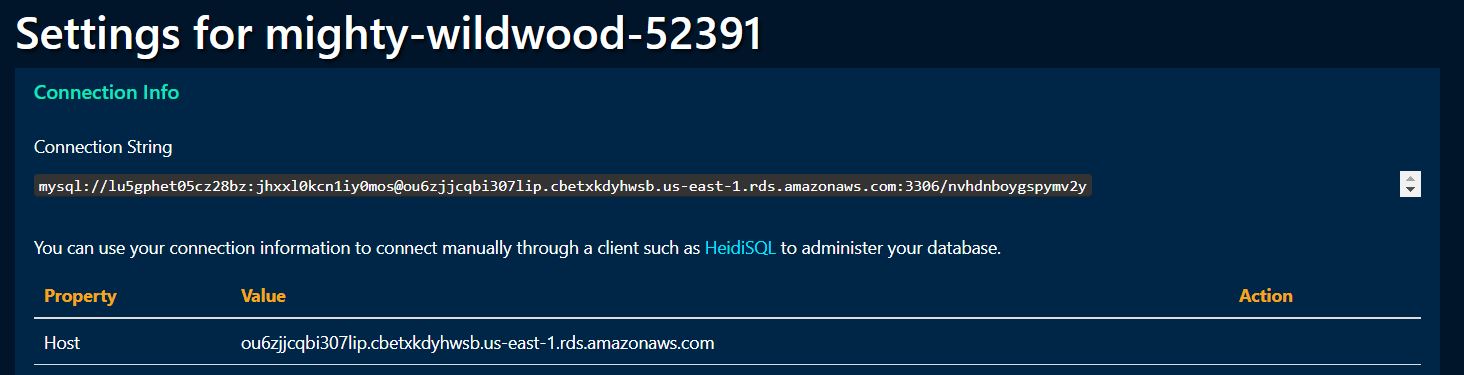 Settings for mighty-wildwood-52391
Connection Info
Connection String
mysql://lu5gphet05cz28bz:jhxxl0kcn1iy0mos@ou6zjjcqbi307lip.cbetxkdyhwsb.us-east-1.rds.amazonaws.com:3306/nvhdnboygspymv2y
You can use your connection information to connect manually through a client such as HeidiSQL to administer your database.
Property Value Action
Host ou6zjjcqbi307lip.cbetxkdyhwsb.us-east-1.rds.amazonaws.com